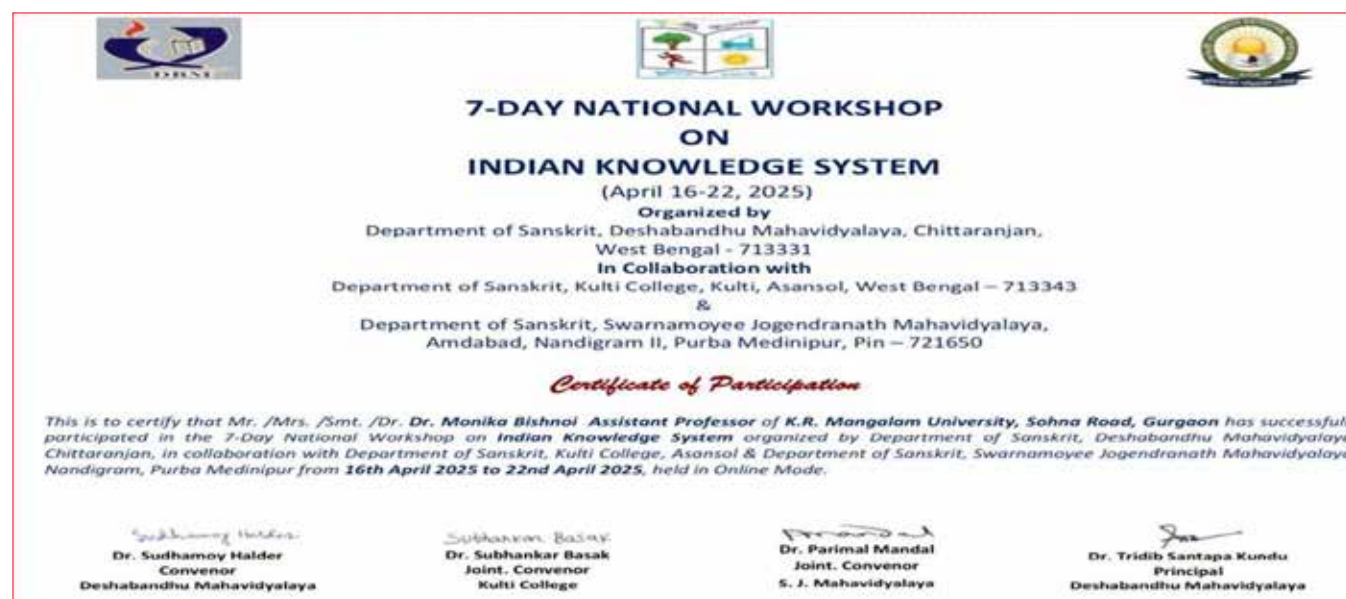 DBM
7-DAY NATIONAL WORKSHOP
ON
INDIAN KNOWLEDGE SYSTEM
(April 16-22, 2025)
Organized by
Department of Sanskrit, Deshabandhu Mahavidyalaya, Chittaranjan,
West Bengal - 713331
In Collaboration with
Department of Sanskrit, Kulti College, Kulti, Asansol, West Bengal – 713343
&
Department of Sanskrit, Swarnamoyee Jogendranath Mahavidyalaya,
Amdabad, Nandigram II, Purba Medinipur, Pin – 721650
Certificate of Participation
This is to certify that Mr. /Mrs. /Smt. /Dr. Dr. Monika Bishnoi Assistant Professor of K.R. Mangalam University, Sohna Road, Gurgaon has successfull
participated in the 7-Day National Workshop on Indian Knowledge System organized by Department of Sanskrit, Deshabandhu Mahavidyalaya
Chittaranjan, in collaboration with Department of Sanskrit, Kulti College, Asansol & Department of Sanskrit, Swarnamoyee Jogendranath Mahavidyalaya
Nandigram, Purba Medinipur from 16th April 2025 to 22nd April 2025, held in Online Mode.
Sudhamoy Halder Subhankar Basak PMandal
Dr. Sudhamoy Halder Dr. Subhankar Basak Dr. Parimal Mandal Dr. Tridib Santapa Kundu
Convenor Joint. Convenor Joint. Convenor Principal
Deshabandhu Mahavidyalaya Kulti College S. J. Mahavidyalaya Deshabandhu Mahavidyalaya